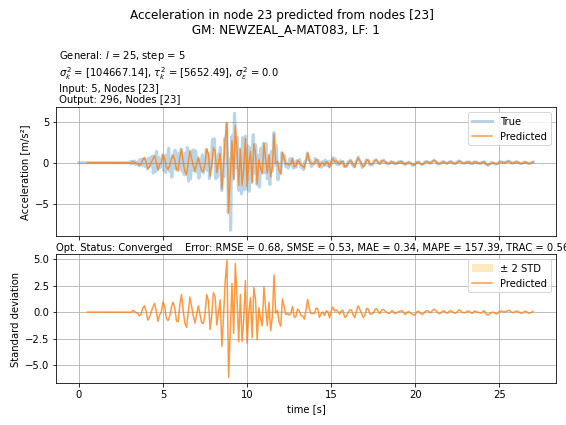 Acceleration in node 23 predicted from nodes [23]
GM: NEWZEAL_A-MAT083, LF: 1
General: l = 25, step = 5
σ²ₖ = [104667.14], τ²ₖ = [5652.49], σ²ε = 0.0
Input: 5, Nodes [23]
Output: 296, Nodes [23]
Acceleration [m/s²]
5
0
−5
True
Predicted
Opt. Status: Converged Error: RMSE = 0.68, SMSE = 0.53, MAE = 0.34, MAPE = 157.39, TRAC = 0.56
Standard deviation
5.0
2.5
0.0
−2.5
−5.0
± 2 STD
Predicted
0 5 10 15 20 25
time [s]